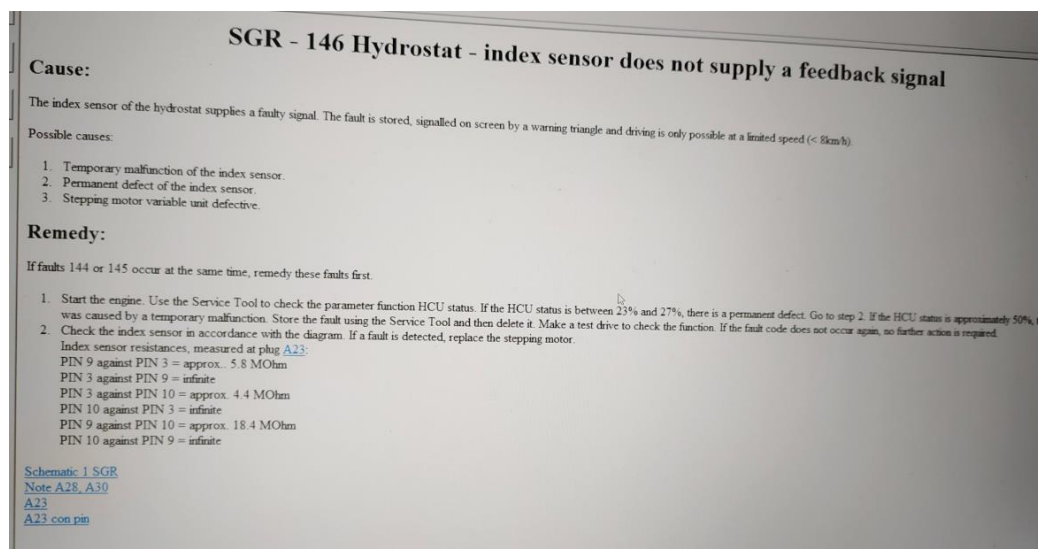 SGR - 146 Hydrostat - index sensor does not supply a feedback signal
Cause:
The index sensor of the hydrostat supplies a faulty signal. The fault is stored, signalled on screen by a warning triangle and driving is only possible at a limited speed (< 8km/h).
Possible causes:
1. Temporary malfunction of the index sensor.
2. Permanent defect of the index sensor.
3. Stepping motor variable unit defective.
Remedy:
If faults 144 or 145 occur at the same time, remedy these faults first.
1. Start the engine. Use the Service Tool to check the parameter function HCU status. If the HCU status is between 23% and 27%, there is a permanent defect. Go to step 2. If the HCU status is approximately 50%,
was caused by a temporary malfunction. Store the fault using the Service Tool and then delete it. Make a test drive to check the function. If the fault code does not occur again, no further action is required.
2. Check the index sensor in accordance with the diagram. If a fault is detected, replace the stepping motor.
Index sensor resistances, measured at plug A23:
PIN 9 against PIN 3 = approx.. 5.8 MOhm
PIN 3 against PIN 9 = infinite
PIN 3 against PIN 10 = approx. 4.4 MOhm
PIN 10 against PIN 3 = infinite
PIN 9 against PIN 10 = approx. 18.4 MOhm
PIN 10 against PIN 9 = infinite
Schematic 1 SGR
Note A28, A30
A23
A23 con pin